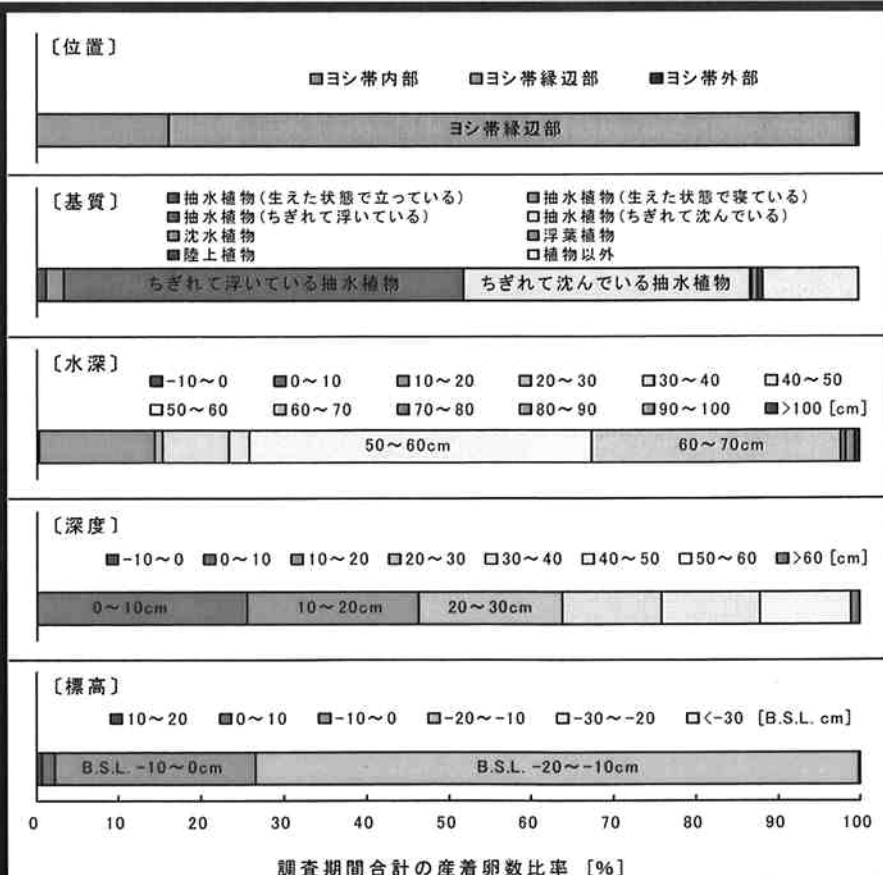 〔位置〕
■ヨシ帯内部 ■ヨシ帯縁辺部 ■ヨシ帯外部
ヨシ帯縁辺部
〔基質〕
■抽水植物(生えた状態で立っている) ■抽水植物(生えた状態で寝ている)
■抽水植物(ちぎれて浮いている) □抽水植物(ちぎれて沈んでいる)
■沈水植物 ■浮葉植物
■陸上植物 □植物以外
ちぎれて浮いている抽水植物 ちぎれて沈んでいる抽水植物
〔水深〕
■-10~0 ■0~10 ■10~20 ■20~30 □30~40 □40~50
□50~60 ■60~70 ■70~80 ■80~90 ■90~100 ■>100 [cm]
50~60cm 60~70cm
〔深度〕
■-10~0 ■0~10 ■10~20 ■20~30 □30~40 □40~50 □50~60 ■>60 [cm]
0~10cm 10~20cm 20~30cm
〔標高〕
■10~20 ■0~10 ■-10~0 ■-20~-10 □-30~-20 □<-30 [B.S.L. cm]
B.S.L. -10~0cm B.S.L. -20~-10cm
0 10 20 30 40 50 60 70 80 90 100
調査期間合計の産着卵数比率 [%]